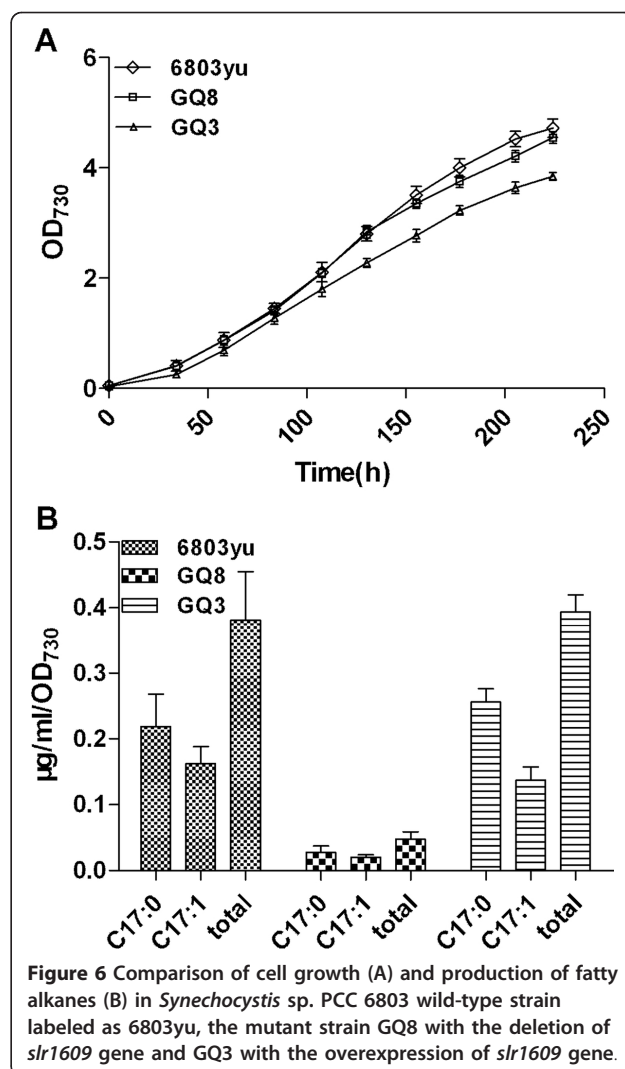 A
6803yu
GQ8
GQ3
6
4
2
0
OD730
0 50 100 150 200 250
Time(h)
B
6803yu
GQ8
GQ3
0.5
0.4
0.3
0.2
0.1
0.0
µg/ml/OD730
C17:0 C17:1 total C17:0 C17:1 total C17:0 C17:1 total
Figure 6 Comparison of cell growth (A) and production of fatty
alkanes (B) in Synechocystis sp. PCC 6803 wild-type strain
labeled as 6803yu, the mutant strain GQ8 with the deletion of
slr1609 gene and GQ3 with the overexpression of slr1609 gene.